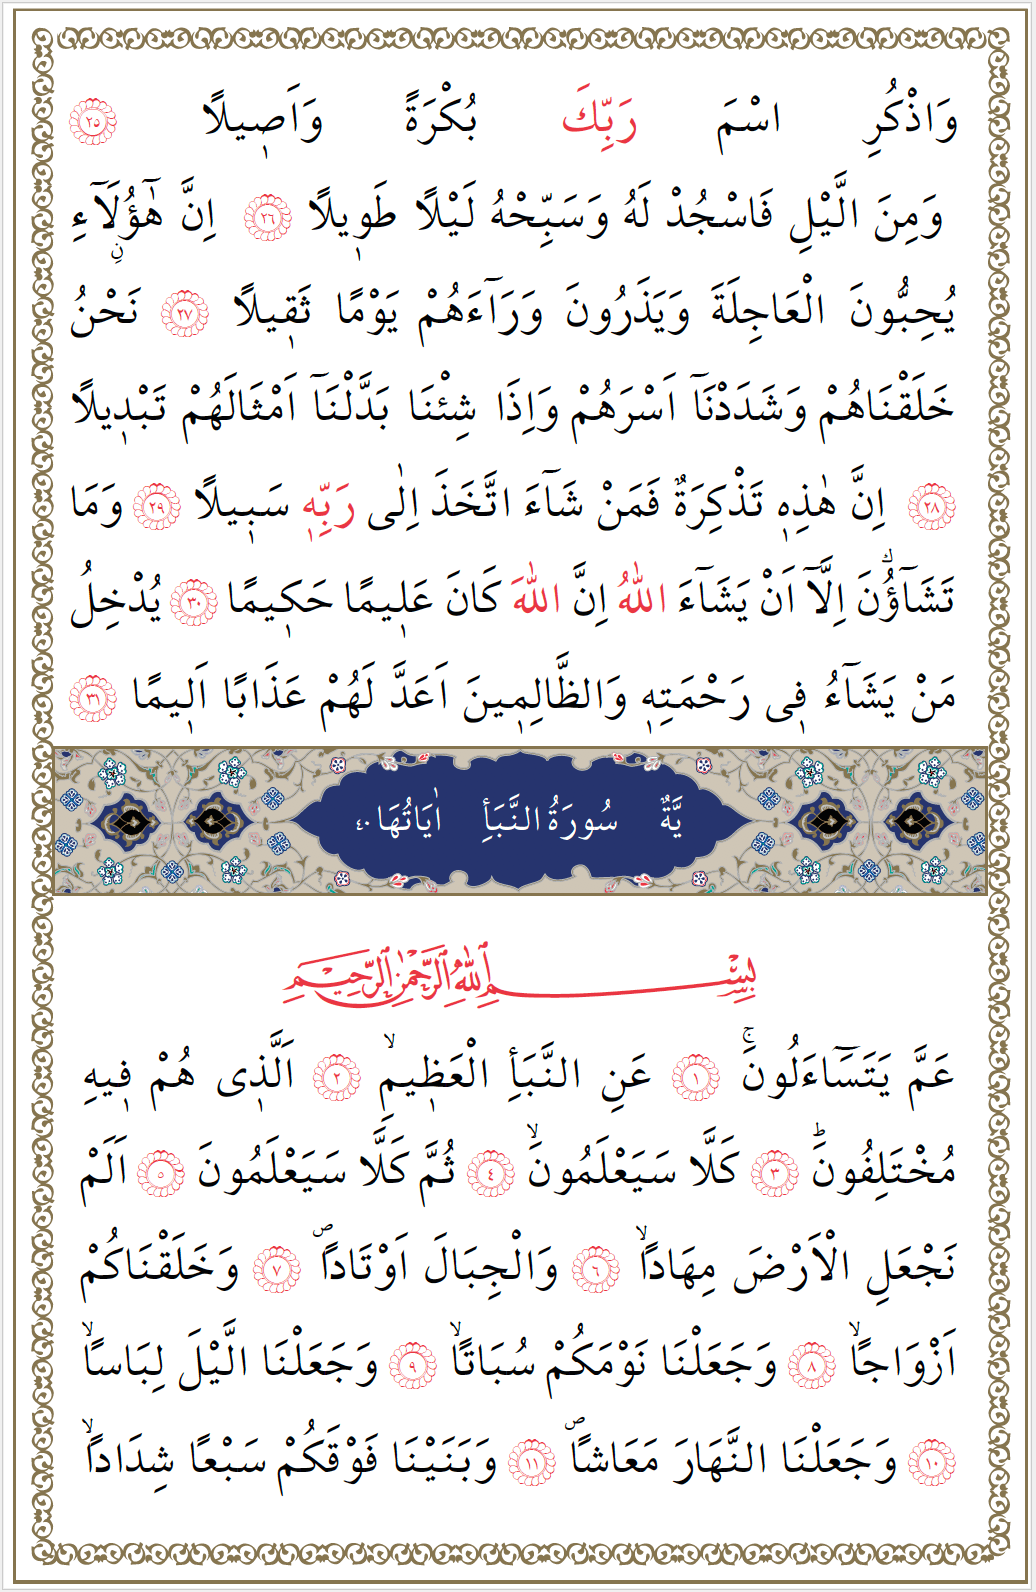 وَاذْكُرِ اسْمَ رَبِّكَ بُكْرَةً وَاَص۪يلًا ٢٥
وَمِنَ الَّيْلِ فَاسْجُدْ لَهُ وَسَبِّحْهُ لَيْلًا طَو۪يلًا ٢٦ اِنَّ هٰٓؤُ۬لَٓاءِ
يُحِبُّونَ الْعَاجِلَةَ وَيَذَرُونَ وَرَٓاءَهُمْ يَوْمًا ثَق۪يلًا ٢٧ نَحْنُ
خَلَقْنَاهُمْ وَشَدَدْنَٓا اَسْرَهُمْ وَاِذَا شِئْنَا بَدَّلْنَٓا اَمْثَالَهُمْ تَبْد۪يلًا
٢٨ اِنَّ هٰذِه۪ تَذْكِرَةٌ فَمَنْ شَٓاءَ اتَّخَذَ اِلٰى رَبِّه۪ سَب۪يلًا ٢٩ وَمَا
تَشَٓاؤُ۫نَ اِلَّٓا اَنْ يَشَٓاءَ اللّٰهُ اِنَّ اللّٰهَ كَانَ عَل۪يمًا حَك۪يمًا ٣٠ يُدْخِلُ
مَنْ يَشَٓاءُ ف۪ى رَحْمَتِه۪ وَالظَّالِم۪ينَ اَعَدَّ لَهُمْ عَذَابًا اَل۪يمًا ٣١
يَّةٌ سُورَةُ النَّبَأِ اٰيَاتُهَا ٤٠
بِسْمِ اللّٰهِ الرَّحْمٰنِ الرَّح۪يمِ
عَمَّ يَتَسَٓاءَلُونَۚ ١ عَنِ النَّبَأِ الْعَظ۪يمِۙ ٢ اَلَّذ۪ى هُمْ ف۪يهِ
مُخْتَلِفُونَۜ ٣ كَلَّا سَيَعْلَمُونَۙ ٤ ثُمَّ كَلَّا سَيَعْلَمُونَ ٥ اَلَمْ
نَجْعَلِ الْاَرْضَ مِهَادًاۙ ٦ وَالْجِبَالَ اَوْتَادًاۖ ٧ وَخَلَقْنَاكُمْ
اَزْوَاجًاۙ ٨ وَجَعَلْنَا نَوْمَكُمْ سُبَاتًاۙ ٩ وَجَعَلْنَا الَّيْلَ لِبَاسًاۙ
١٠ وَجَعَلْنَا النَّهَارَ مَعَاشًاۖ ١١ وَبَنَيْنَا فَوْقَكُمْ سَبْعًا شِدَادًاۙ